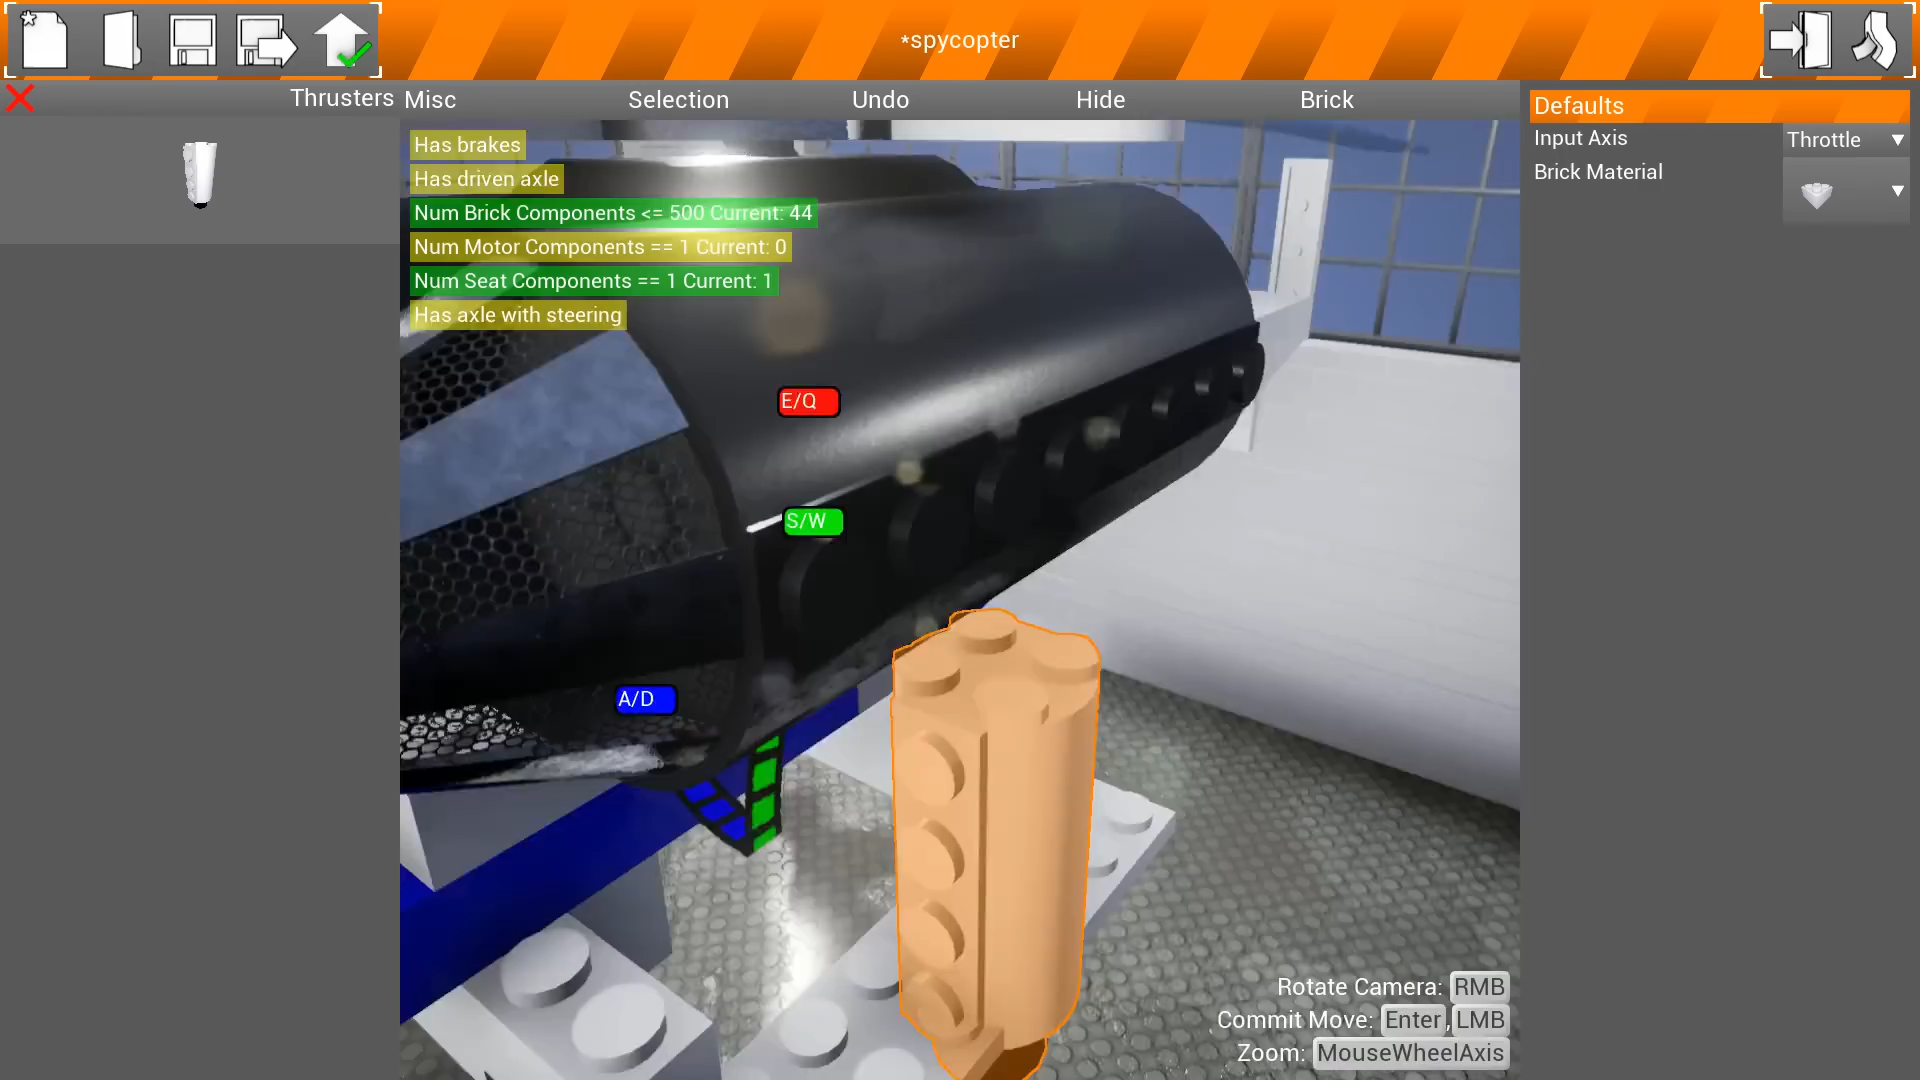 *spycopter
Thrusters
Misc
Selection
Undo
Hide
Brick
Defaults
Input Axis
Throttle
Brick Material
Has brakes
Has driven axle
Num Brick Components <= 500 Current: 44
Num Motor Components == 1 Current: 0
Num Seat Components == 1 Current: 1
Has axle with steering
E/Q
S/W
A/D
Rotate Camera: RMB
Commit Move: Enter , LMB
Zoom: MouseWheelAxis